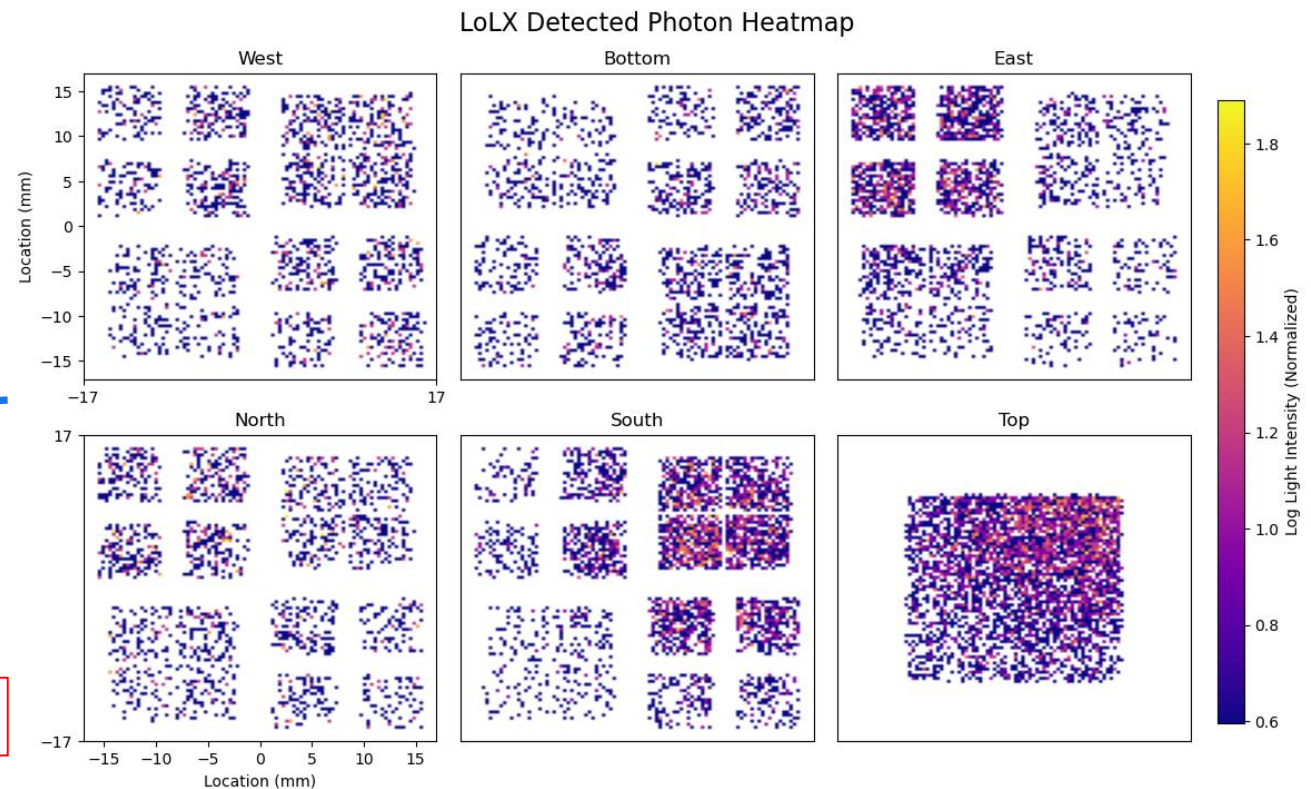 LoLX Detected Photon Heatmap
West
Bottom
East
15
10
5
0
−5
−10
−15
Location (mm)
−17
17
North
South
Top
17
−17
−15
−10
−5
0
5
10
15
Location (mm)
1.8
1.6
1.4
1.2
1.0
0.8
0.6
Log Light Intensity (Normalized)